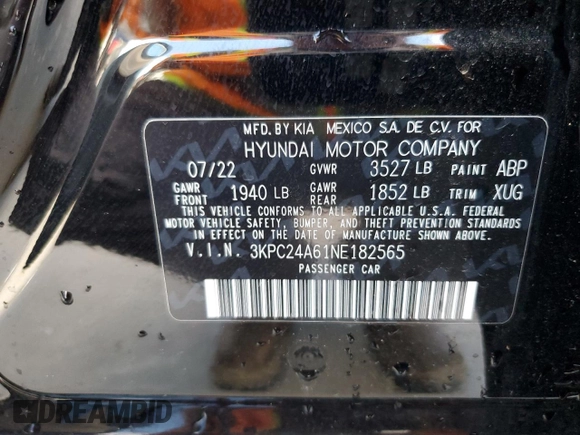 MFD. BY KIA MEXICO S.A. DE C.V. FOR
HYUNDAI MOTOR COMPANY
07/22 GVWR 3527 LB PAINT ABP
GAWR FRONT 1940 LB GAWR REAR 1852 LB TRIM XUG
THIS VEHICLE CONFORMS TO ALL APPLICABLE U.S.A. FEDERAL
MOTOR VEHICLE SAFETY, BUMPER, AND THEFT PREVENTION STANDARDS
IN EFFECT ON THE DATE OF MANUFACTURE SHOWN ABOVE.
V.I.N. 3KPC24A61NE182565
PASSENGER CAR
DREAMBID